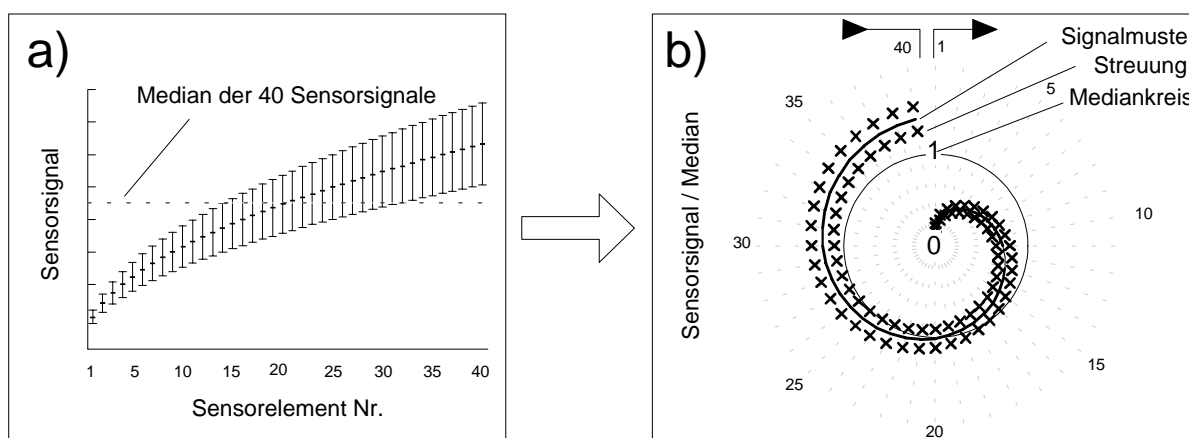 a)
Median der 40 Sensorsignale
Sensorsignal
1 5 10 15 20 25 30 35 40
Sensorelement Nr.
b)
40 1
Signalmuste
Streuung
Mediankreis
35
5
Sensorsignal / Median
1
30
0
10
25
15
20